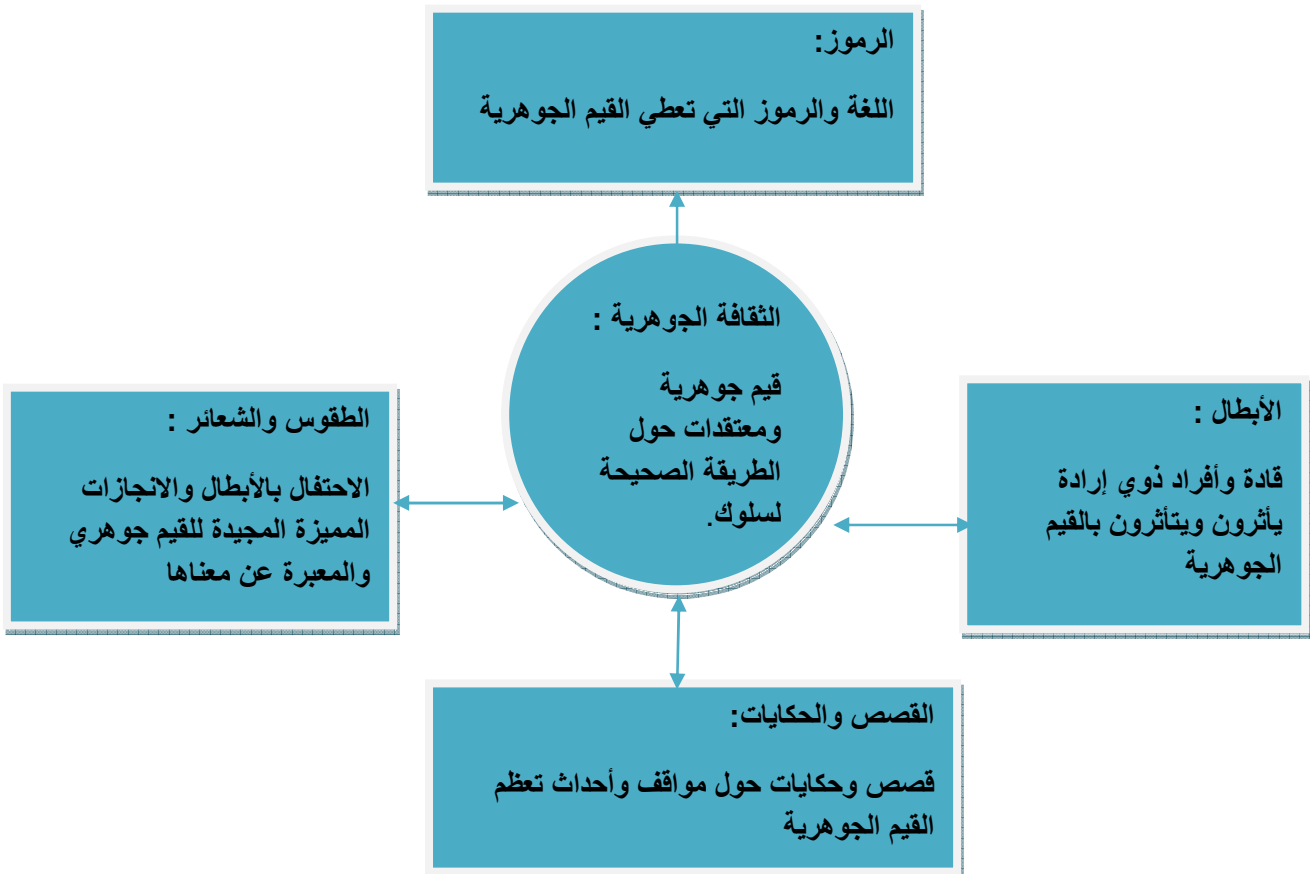 الرموز:
اللغة والرموز التي تعطي القيم الجوهرية
الثقافة الجوهرية :
قيم جوهرية
ومعتقدات حول
الطريقة الصحيحة
لسلوك.
الأبطال :
قادة وأفراد ذوي إرادة
يأثرون ويتأثرون بالقيم
الجوهرية
الطقوس والشعائر :
الاحتفال بالأبطال والانجازات
المميزة المجيدة للقيم جوهري
والمعبرة عن معناها
القصص والحكايات:
قصص وحكايات حول مواقف وأحداث تعظم
القيم الجوهرية